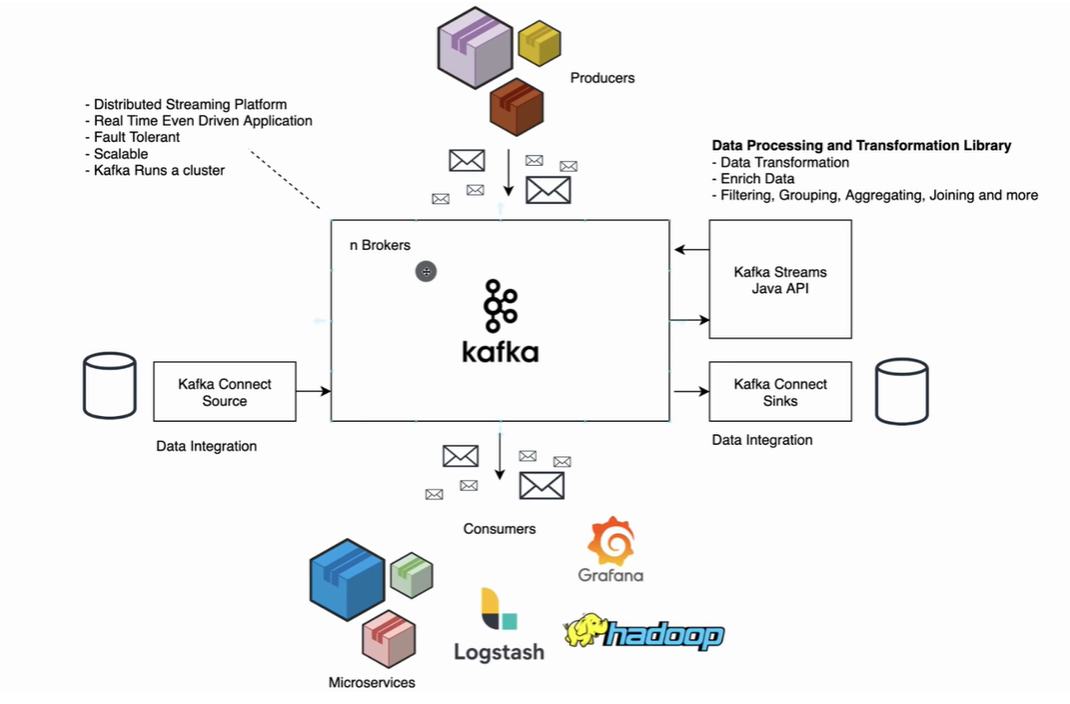 Producers
- Distributed Streaming Platform
- Real Time Even Driven Application
- Fault Tolerant
- Scalable
- Kafka Runs a cluster
Data Processing and Transformation Library
- Data Transformation
- Enrich Data
- Filtering, Grouping, Aggregating, Joining and more
n Brokers
kafka
Kafka Streams
Java API
Kafka Connect
Source
Data Integration
Kafka Connect
Sinks
Data Integration
Consumers
Grafana
Logstash
hadoop
Microservices